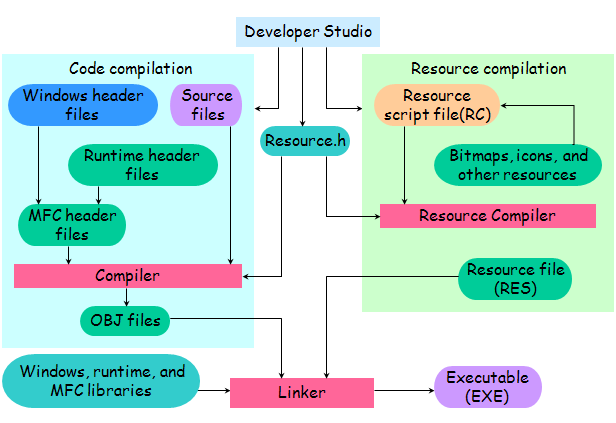 Developer Studio
Code compilation
Resource compilation
Windows header
files
Source
files
Resource
script file(RC)
Resource.h
Runtime header
files
Bitmaps, icons, and
other resources
MFC header
files
Resource Compiler
Compiler
Resource file
(RES)
OBJ files
Windows, runtime, and
MFC libraries
Linker
Executable
(EXE)